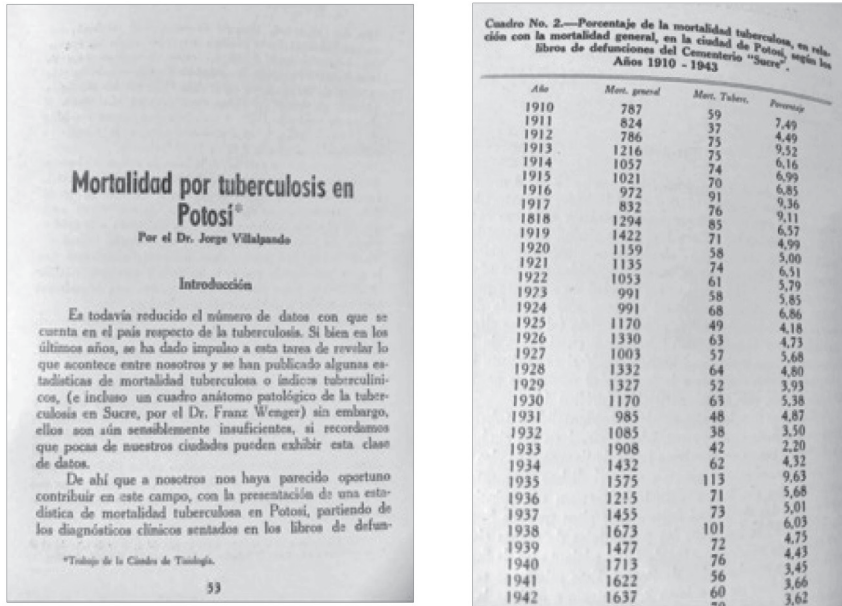 Mortalidad por tuberculosis en
Potosí*
Por el Dr. Jorge Villalpando
Introducción
Es todavía reducido el número de datos con que se
cuenta en el país respecto de la tuberculosis. Si bien en los
últimos años, se ha dado impulso a esta tarea de revelar lo
que acontece entre nosotros y se han publicado algunas es-
tadísticas de mortalidad tuberculosa o índices tuberculíni-
cos, (e incluso un cuadro anátomo patológico de la tuber-
culosis en Sucre, por el Dr. Franz Wenger) sin embargo,
ellos son aún sensiblemente insuficientes, si recordamos
que pocas de nuestros ciudades pueden exhibir esta clase
de datos.
De ahí que a nosotros nos haya parecido oportuno
contribuir en este campo, con la presentación de una esta-
dística de mortalidad tuberculosa en Potosí, partiendo de
los diagnósticos clínicos sentados en los libros de defun-
*Trabajo de la Cátedra de Tisiología.
53
Cuadro No. 2.—Porcentaje de la mortalidad tuberculosa, en rela-
ción con la mortalidad general, en la ciudad de Potosí, según los
libros de defunciones del Cementerio "Sucre".
Años 1910 - 1943
Año Mort. general Mort. Tuberc. Porcentaje
1910 787 59 7,49
1911 824 37 4,49
1912 786 75 9,52
1913 1216 75 6,16
1914 1057 74 6,99
1915 1021 70 6,85
1916 972 91 9,36
1917 832 76 9,11
1818 1294 85 6,57
1919 1422 71 4,99
1920 1159 58 5,00
1921 1135 74 6,51
1922 1053 61 5,79
1923 991 58 5,85
1924 991 68 6,86
1925 1170 49 4,18
1926 1330 63 4,73
1927 1003 57 5,68
1928 1332 64 4,80
1929 1327 52 3,93
1930 1170 63 5,38
1931 985 48 4,87
1932 1085 38 3,50
1933 1908 42 2,20
1934 1432 62 4,32
1935 1575 113 9,63
1936 1215 71 5,68
1937 1455 73 5,01
1938 1673 101 6,03
1939 1477 72 4,75
1940 1713 76 4,43
1941 1622 56 3,45
1942 1637 60 3,66
3,62